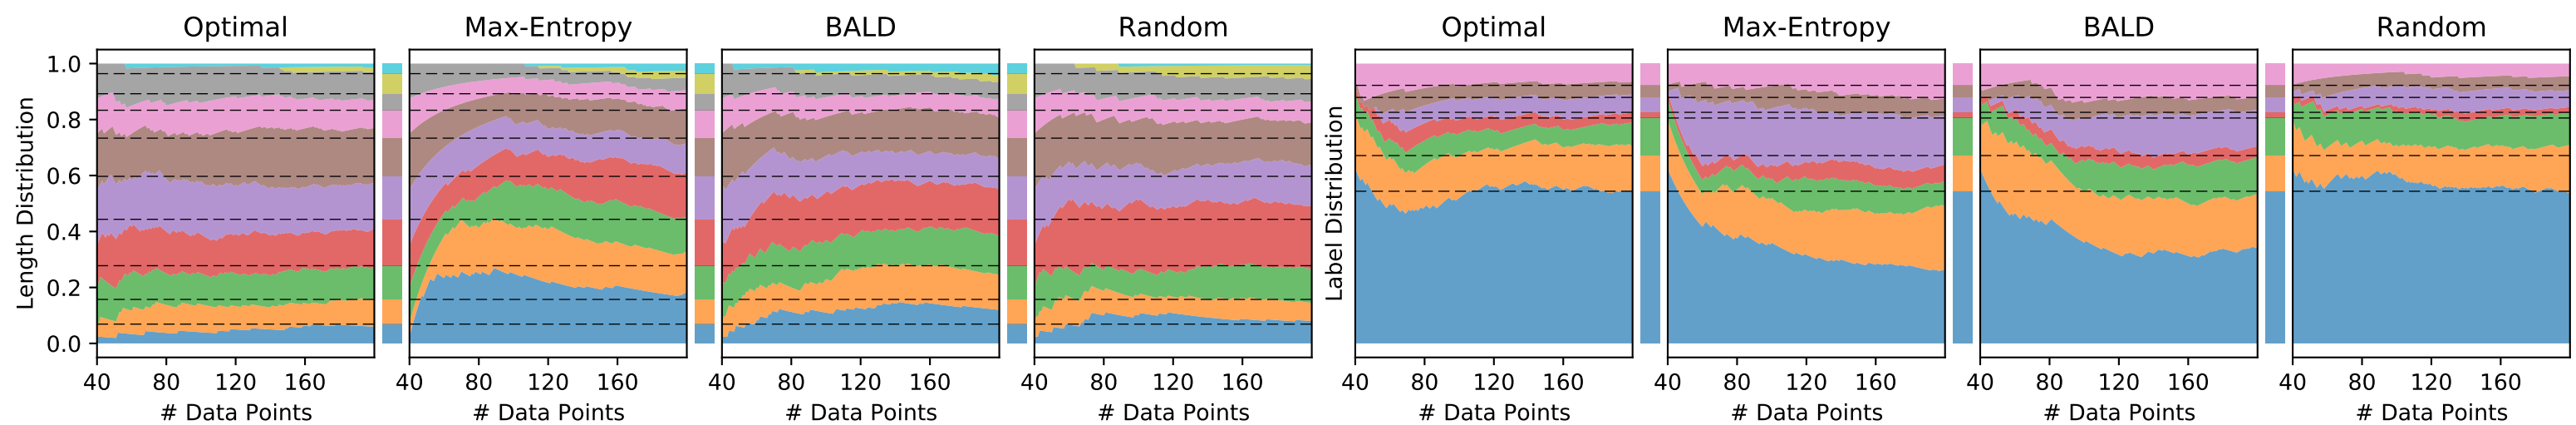 Optimal Max-Entropy BALD Random Optimal Max-Entropy BALD Random
Length Distribution
1.0
0.8
0.6
0.4
0.2
0.0
Label Distribution
40 80 120 160 40 80 120 160 40 80 120 160 40 80 120 160 40 80 120 160 40 80 120 160 40 80 120 160 40 80 120 160
# Data Points # Data Points # Data Points # Data Points # Data Points # Data Points # Data Points # Data Points